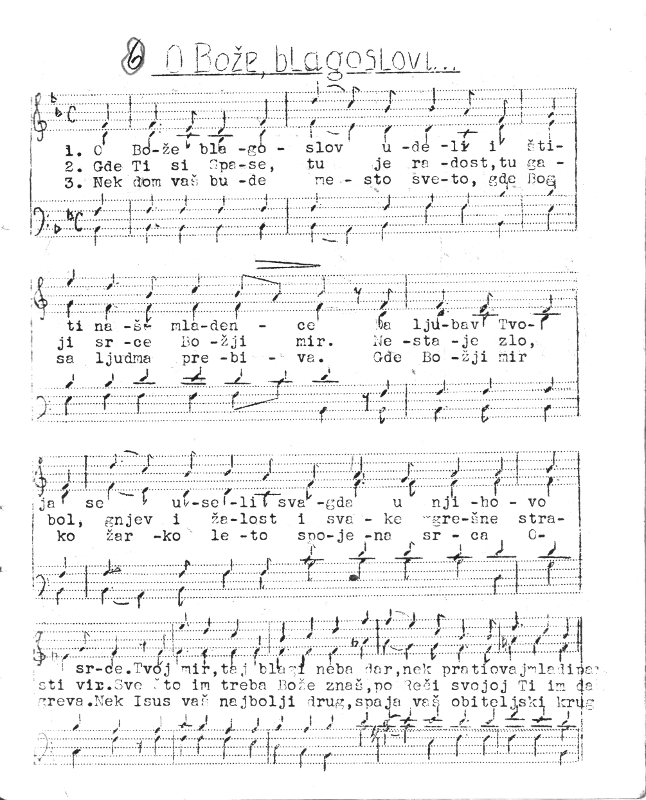 6 O Bože, blagoslovi...
1. O Bo-že bla-go-slov u-de-li i šti-
2. Gde Ti si Spa-se, tu je ra-dost,tu ga-
3. Nek dom vaš bu-de me-sto sve-to, gde Bog
ti na-še mla-den-ce Da lju-bav Tvo-
ji sr-ce Bo-žji mir. Ne-sta-je zlo,
sa ljudma pre-bi-va. Gde Bo-žji mir
ja se u-se-li sva-gda u nji-ho-vo
bol, gnjev i ža-lost i sva-ke gre-šne stra-
ko žar-ko le-to spo-je-na sr-ca O-
sr-ce.Tvoj mir,taj blagi neba dar,nek prati ovaj mladi par
sti vir.Sve što im treba Bože znaš,po Reči svojoj Ti im da
greva.Nek Isus vaš najbolji drug,spaja vaš obiteljski krug